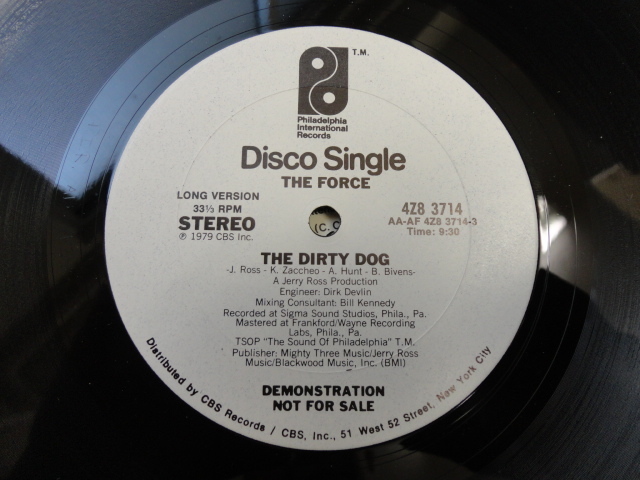 T.M.
Philadelphia
International
Records
Disco Single
THE FORCE
LONG VERSION
33⅓ RPM
STEREO
℗ 1979 CBS Inc.
4Z8 3714
AA-AF 4Z8 3714-3
Time: 9:30
THE DIRTY DOG
-J. Ross - K. Zaccheo - A. Hunt - B. Bivens-
A Jerry Ross Production
Engineer: Dirk Devlin
Mixing Consultant: Bill Kennedy
Recorded at Sigma Sound Studios, Phila., Pa.
Mastered at Frankford/Wayne Recording
Labs, Phila., Pa.
TSOP "The Sound Of Philadelphia" T.M.
Publisher: Mighty Three Music/Jerry Ross
Music/Blackwood Music, Inc. (BMI)
DEMONSTRATION
NOT FOR SALE
Distributed by CBS Records / CBS, Inc., 51 West 52 Street, New York City